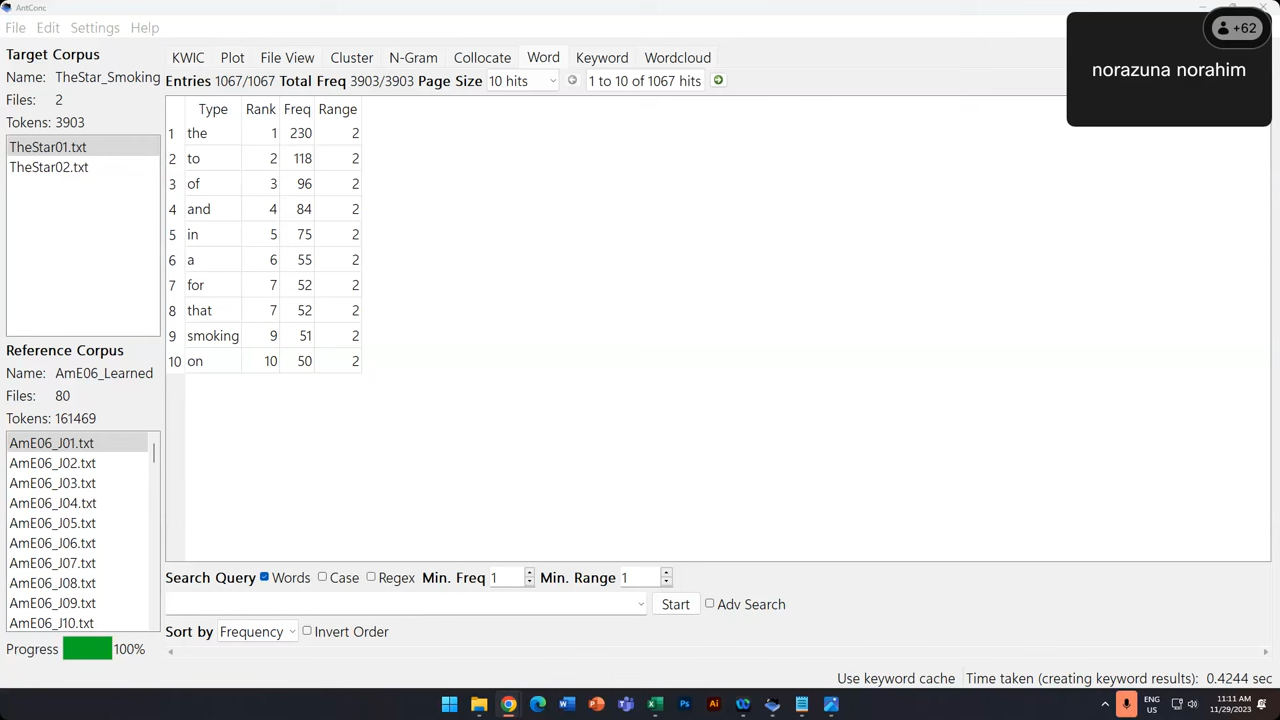 AntConc
File Edit Settings Help
+62
norazuna norahim
Target Corpus
Name: TheStar_Smoking
Files: 2
Tokens: 3903
TheStar01.txt
TheStar02.txt
Reference Corpus
Name: AmE06_Learned
Files: 80
Tokens: 161469
AmE06_J01.txt
AmE06_J02.txt
AmE06_J03.txt
AmE06_J04.txt
AmE06_J05.txt
AmE06_J06.txt
AmE06_J07.txt
AmE06_J08.txt
AmE06_J09.txt
AmE06_J10.txt
Progress 100%
KWIC Plot File View Cluster N-Gram Collocate Word Keyword Wordcloud
Entries 1067/1067 Total Freq 3903/3903 Page Size 10 hits 1 to 10 of 1067 hits
Type Rank Freq Range
1 the 1 230 2
2 to 2 118 2
3 of 3 96 2
4 and 4 84 2
5 in 5 75 2
6 a 6 55 2
7 for 7 52 2
8 that 7 52 2
9 smoking 9 51 2
10 on 10 50 2
Search Query Words Case Regex Min. Freq 1 Min. Range 1
Start Adv Search
Sort by Frequency Invert Order
Use keyword cache Time taken (creating keyword results): 0.4244 sec
ENG
US
11:11 AM
11/29/2023